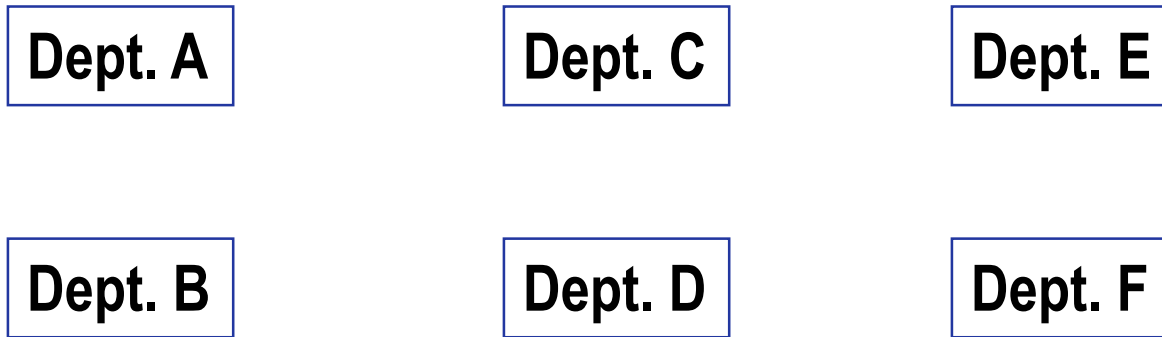 Dept. A
Dept. C
Dept. E
Dept. B
Dept. D
Dept. F